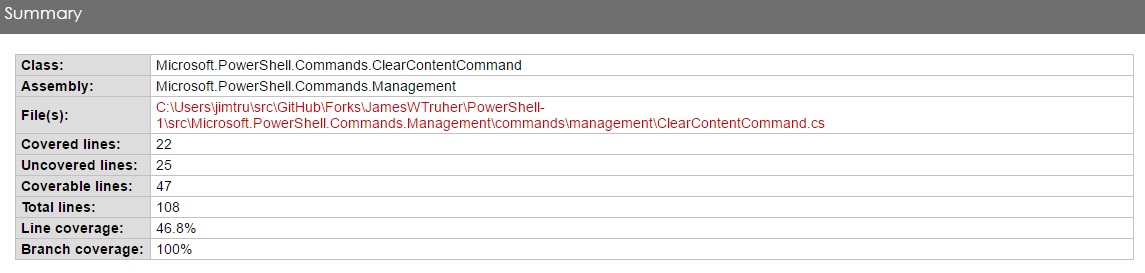 Summary
Class: Microsoft.PowerShell.Commands.ClearContentCommand
Assembly: Microsoft.PowerShell.Commands.Management
File(s): C:\Users\jimtru\src\GitHub\Forks\JamesWTruher\PowerShell-
1\src\Microsoft.PowerShell.Commands.Management\commands\management\ClearContentCommand.cs
Covered lines: 22
Uncovered lines: 25
Coverable lines: 47
Total lines: 108
Line coverage: 46.8%
Branch coverage: 100%